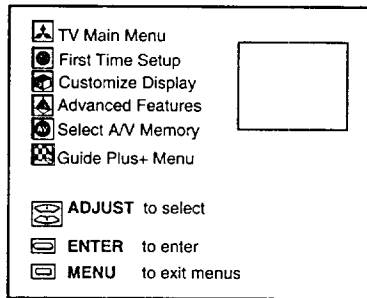 TV Main Menu
First Time Setup
Customize Display
Advanced Features
Select A/V Memory
Guide Plus+ Menu
ADJUST to select
ENTER to enter
MENU to exit menus